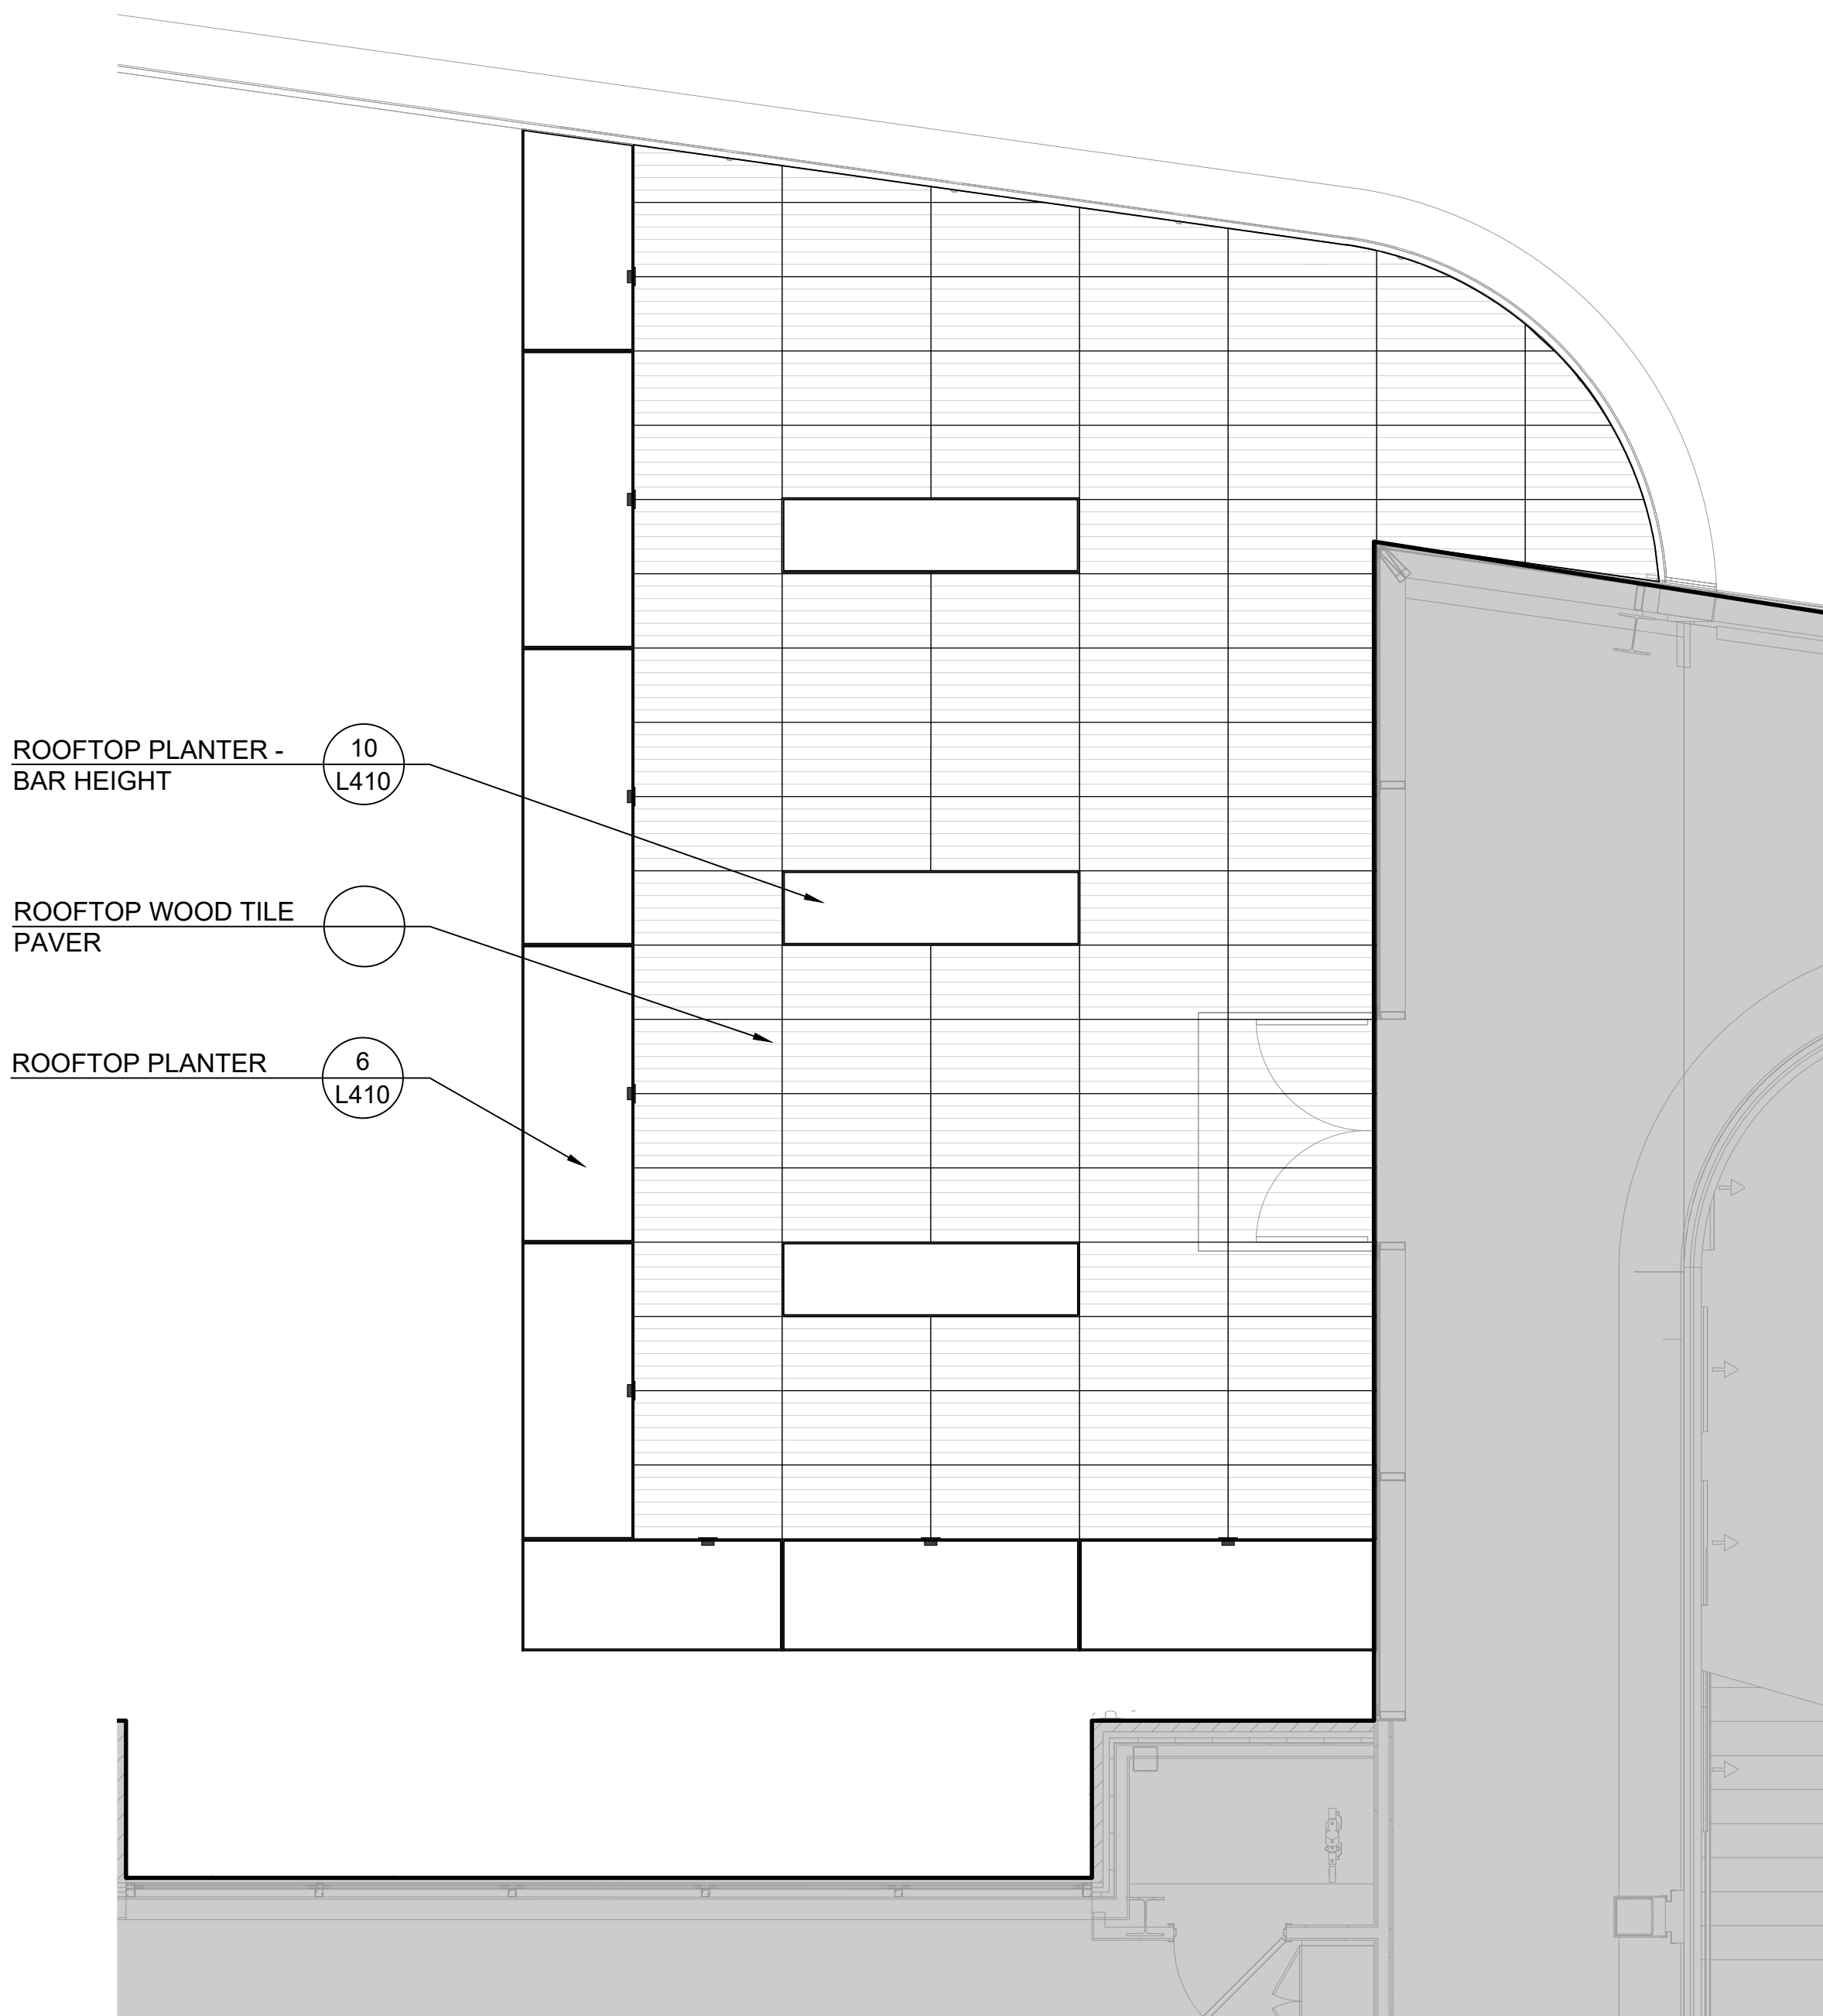 ROOFTOP PLANTER -
BAR HEIGHT
10
L410
ROOFTOP WOOD TILE
PAVER
ROOFTOP PLANTER
6
L410